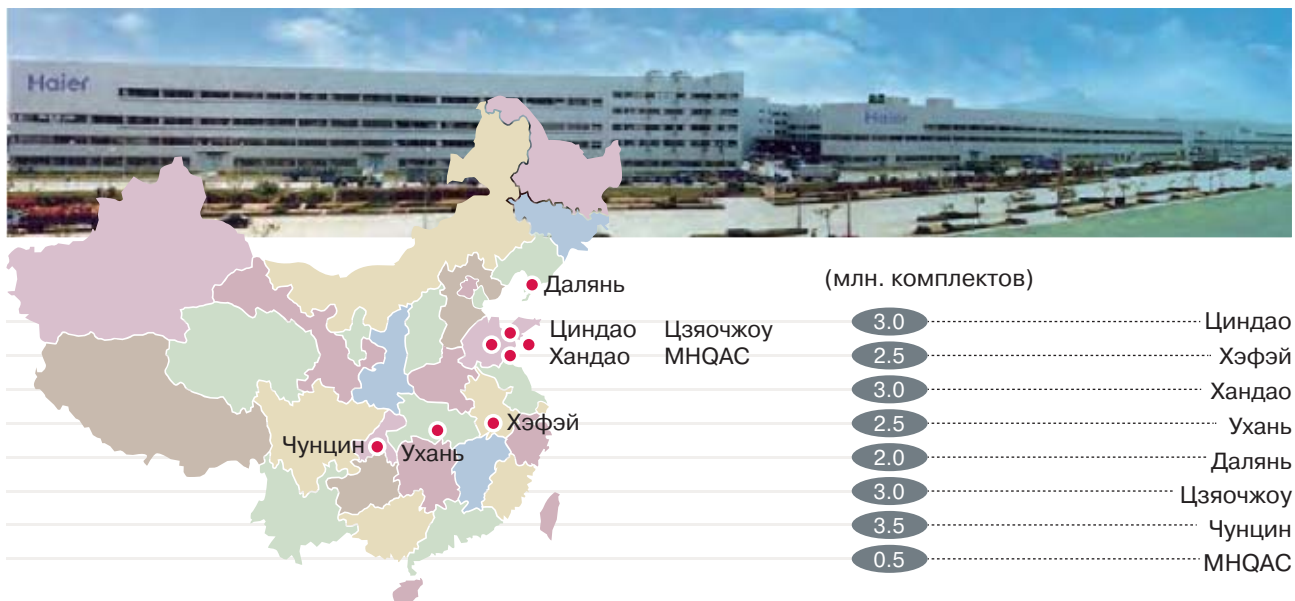 Haier
Haier
Далянь
Циндао Цзяочжоу
Хандао MHQAC
Хэфэй
Чунцин
Ухань
(млн. комплектов)
3.0 Циндао
2.5 Хэфэй
3.0 Хандао
2.5 Ухань
2.0 Далянь
3.0 Цзяочжоу
3.5 Чунцин
0.5 MHQAC